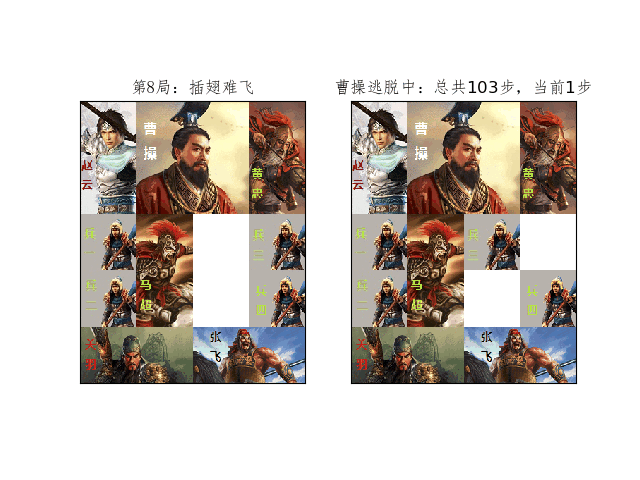 第8局：插翅难飞
赵云
曹操
黄忠
兵一
兵三
兵二
马超
兵四
关羽
张飞
曹操逃脱中：总共103步，当前1步
赵云
曹操
黄忠
兵一
兵三
兵二
马超
兵四
关羽
张飞